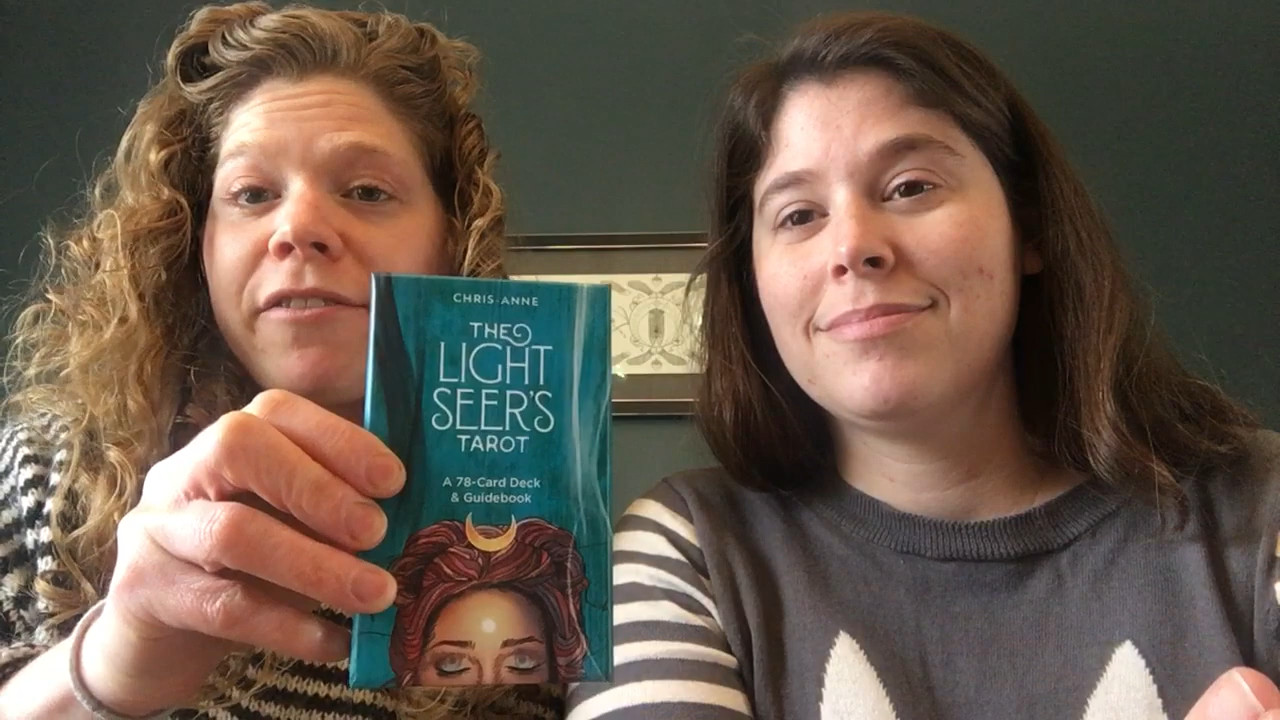 CHRIS-ANNE
THE
LIGHT
SEER'S
TAROT
A 78-Card Deck
& Guidebook